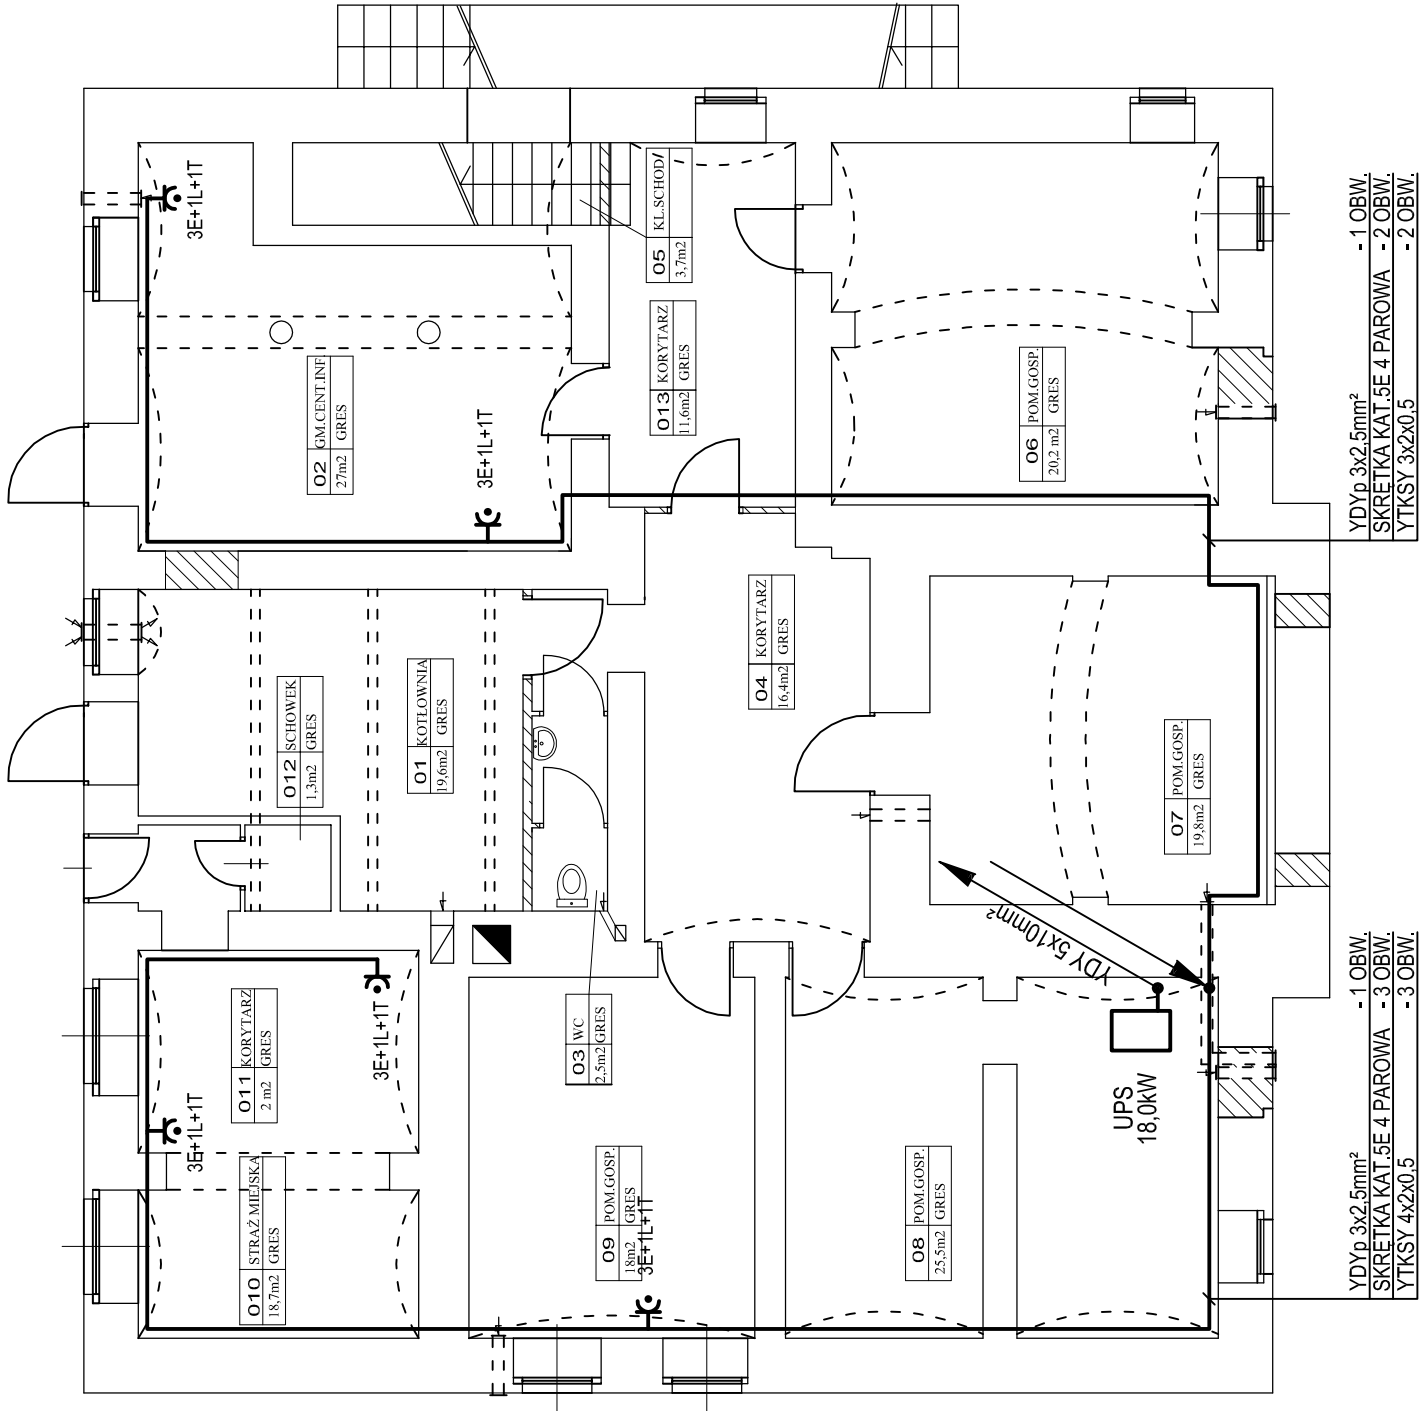 3E+1L+1T
02 GM.CENT.INF.
27m2 GRES
3E+1L+1T
05 KL.SCHOD/
3,7m2
013 KORYTARZ
11,6m2 GRES
06 POM.GOSP.
20,2 m2 GRES
012 SCHOWEK
1,3m2 GRES
01 KOTŁOWNIA
19,6m2 GRES
04 KORYTARZ
16,4m2 GRES
07 POM.GOSP.
19,8m2 GRES
YDY 5x10mm²
011 KORYTARZ
2 m2 GRES
3E+1L+1T
3E+1L+1T
010 STRAŻ MIEJSKA
18,7m2 GRES
03 WC
2,5m2 GRES
09 POM.GOSP.
18m2 GRES
3E+1L+1T
08 POM.GOSP.
25,5m2 GRES
UPS
18,0kW
YDYp 3x2,5mm² - 1 OBW.
SKRĘTKA KAT.5E 4 PAROWA - 2 OBW.
YTKSY 3x2x0,5 - 2 OBW.
YDYp 3x2,5mm² - 1 OBW.
SKRĘTKA KAT.5E 4 PAROWA - 3 OBW.
YTKSY 4x2x0,5 - 3 OBW.